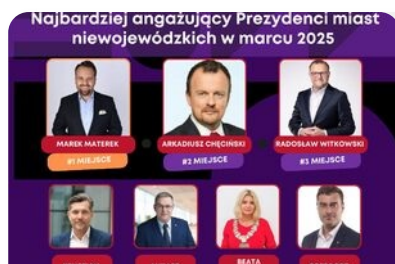 Najbardziej angażujący Prezydenci miast
niewojewódzkich w marcu 2025
MAREK MATEREK
ARKADIUSZ CHĘCIŃSKI
RADOSŁAW WITKOWSKI
#1 MIEJSCE
#2 MIEJSCE
#3 MIEJSCE
BEATA